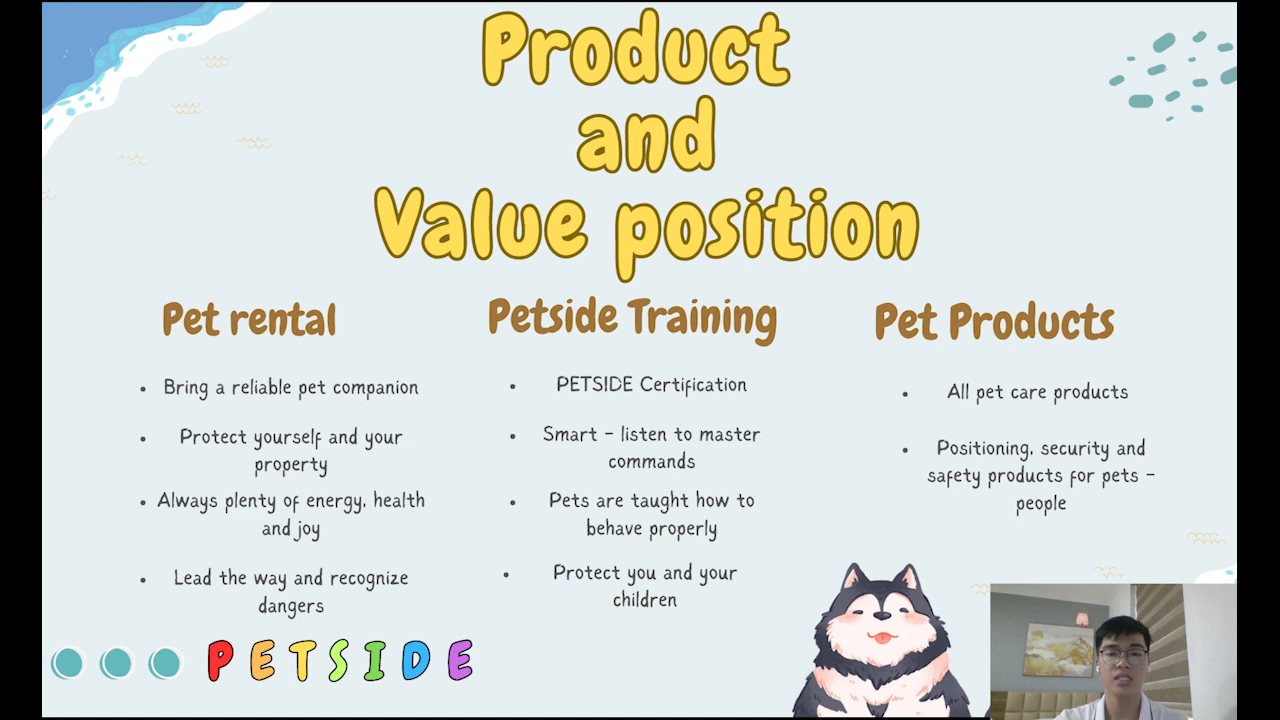 Product
and
Value position
Pet rental
• Bring a reliable pet companion
• Protect yourself and your
property
• Always plenty of energy, health
and joy
• Lead the way and recognize
dangers
Petside Training
• PETSIDE Certification
• Smart - listen to master
commands
• Pets are taught how to
behave properly
• Protect you and your
children
Pet Products
• All pet care products
• Positioning, security and
safety products for pets -
people
PETSIDE